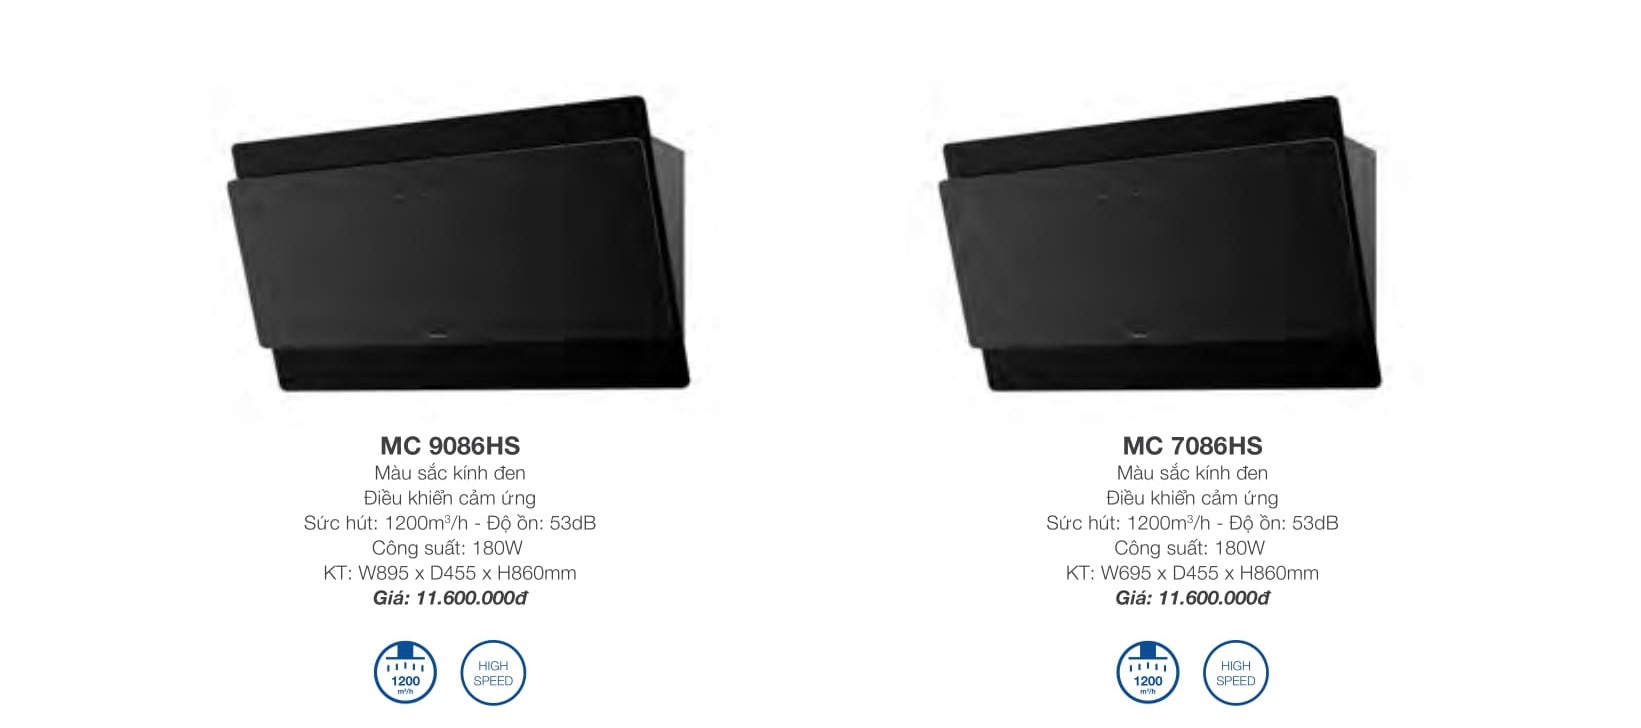 MC 9086HS
Màu sắc kính đen
Điều khiển cảm ứng
Sức hút: 1200m³/h - Độ ồn: 53dB
Công suất: 180W
KT: W895 x D455 x H860mm
Giá: 11.600.000đ
1200
m³/h
HIGH
SPEED
MC 7086HS
Màu sắc kính đen
Điều khiển cảm ứng
Sức hút: 1200m³/h - Độ ồn: 53dB
Công suất: 180W
KT: W695 x D455 x H860mm
Giá: 11.600.000đ
1200
m³/h
HIGH
SPEED